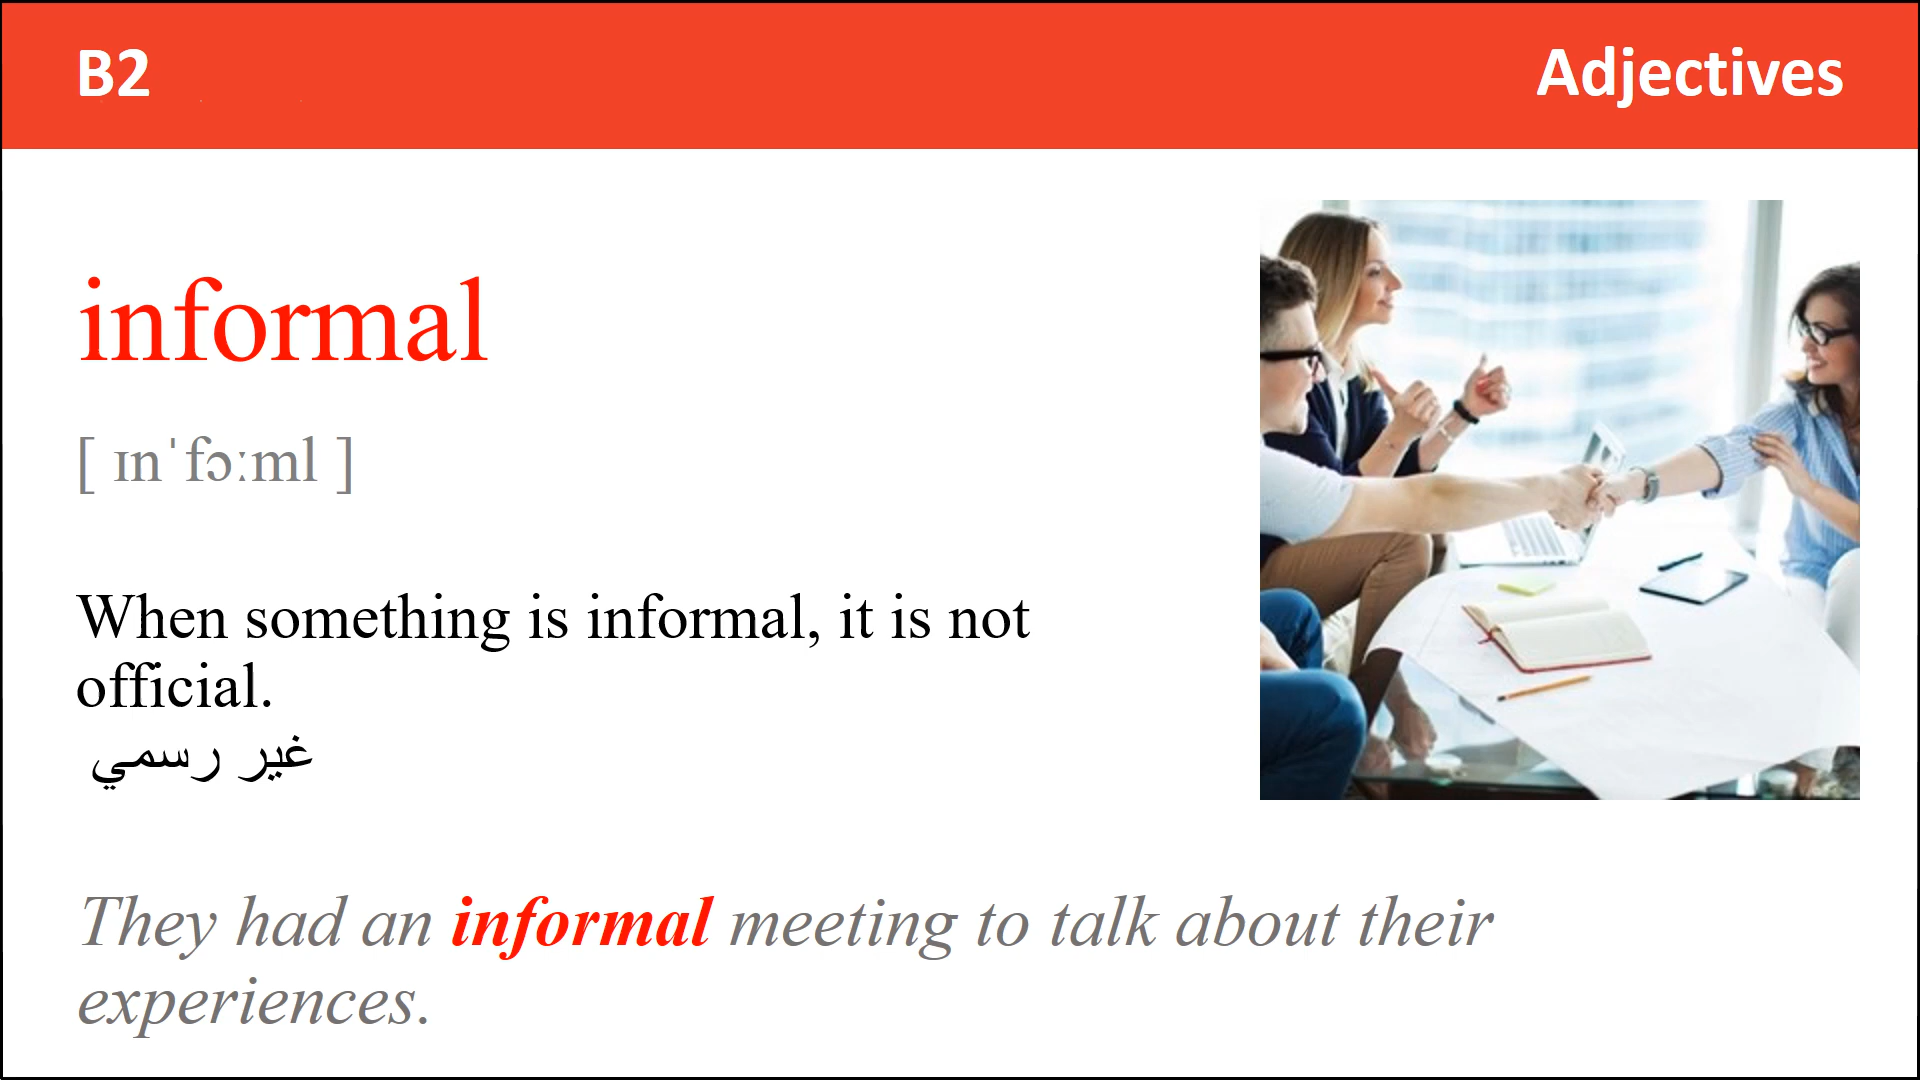 B2
Adjectives
informal
[ ɪnˈfɔːml ]
When something is informal, it is not
official.
غير رسمي
They had an informal meeting to talk about their
experiences.